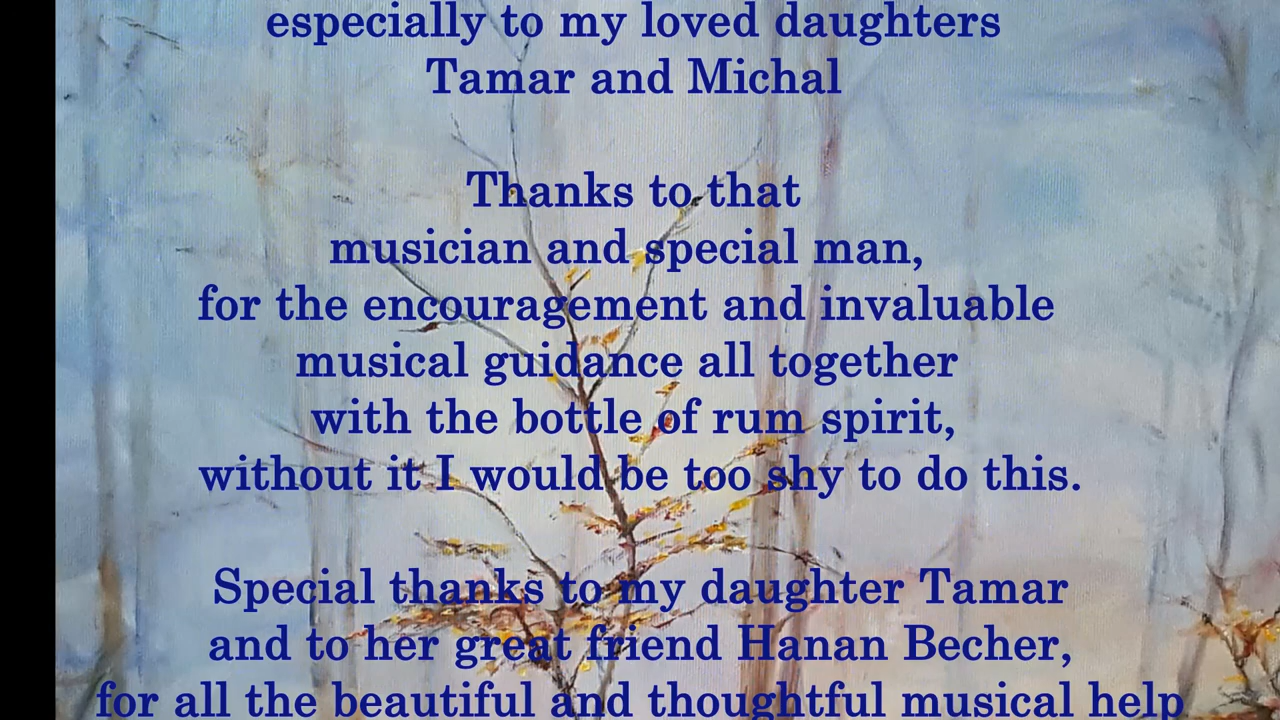 especially to my loved daughters
Tamar and Michal
Thanks to that
musician and special man,
for the encouragement and invaluable
musical guidance all together
with the bottle of rum spirit,
without it I would be too shy to do this.
Special thanks to my daughter Tamar
and to her great friend Hanan Becher,
for all the beautiful and thoughtful musical help